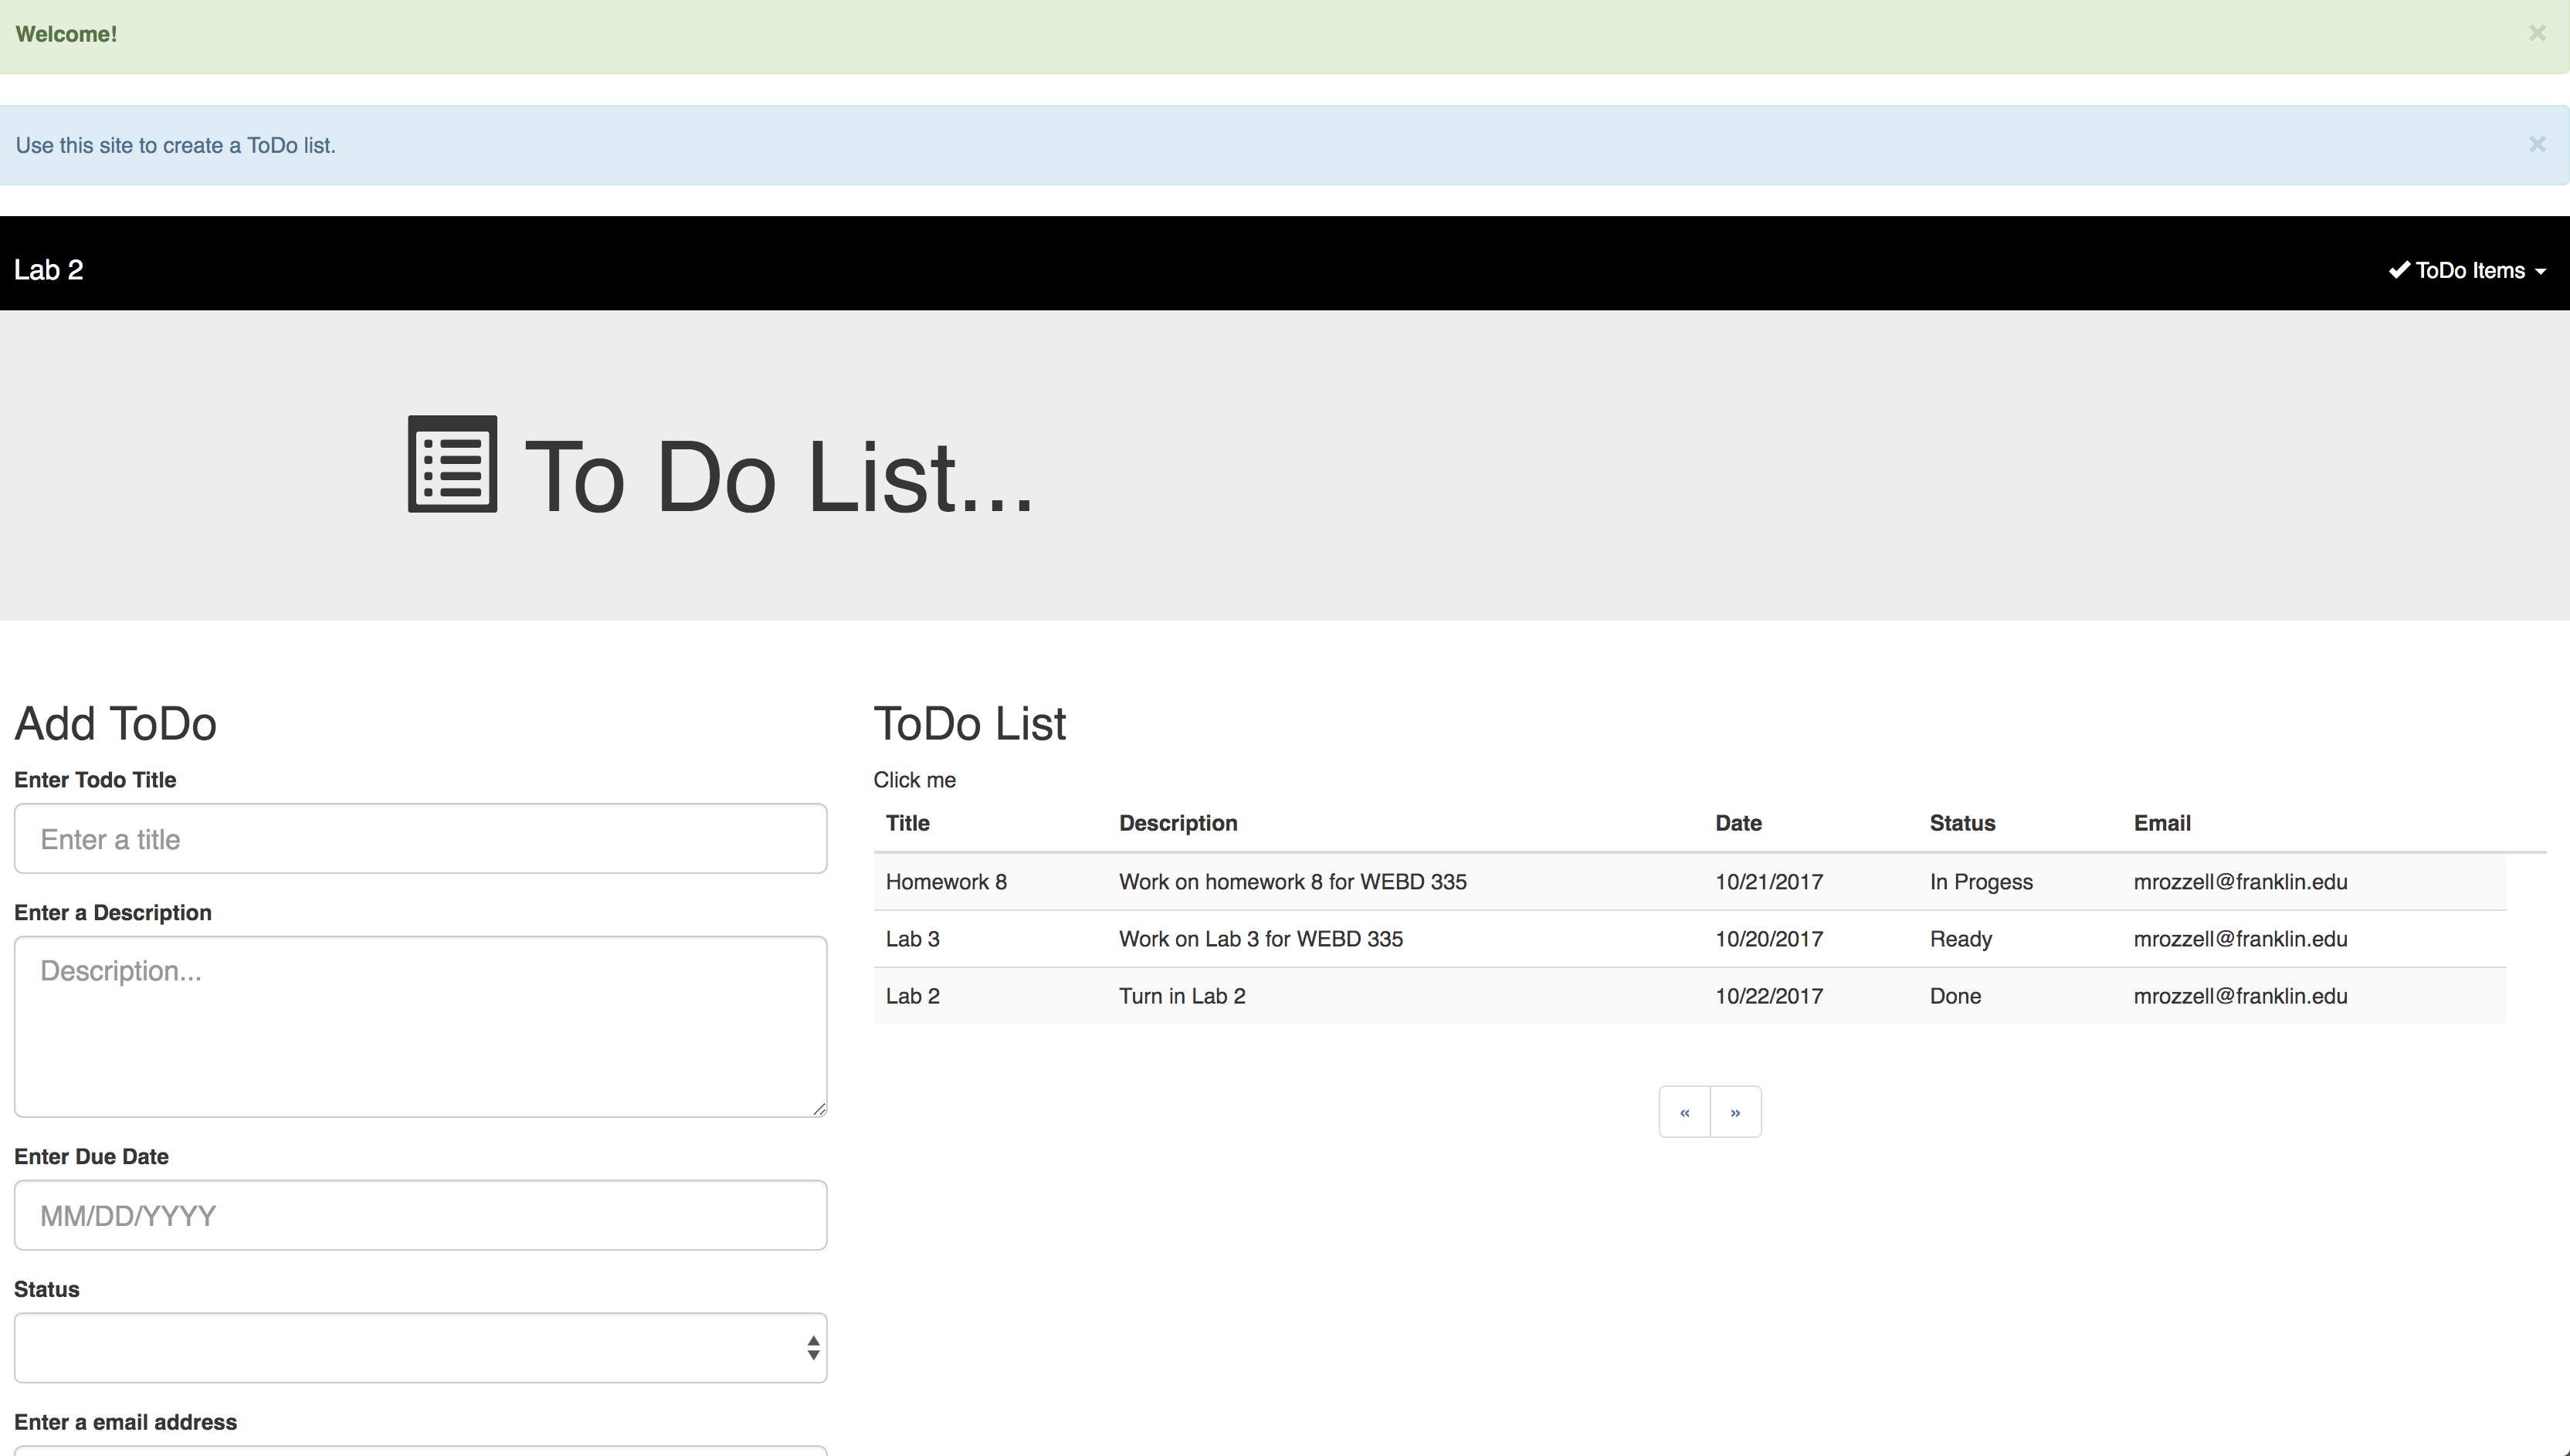 Welcome! ×
Use this site to create a ToDo list. ×
Lab 2 ToDo Items
To Do List...
Add ToDo
Enter Todo Title
Enter a title
Enter a Description
Description...
Enter Due Date
MM/DD/YYYY
Status
Enter a email address
ToDo List
Click me
Title Description Date Status Email
Homework 8 Work on homework 8 for WEBD 335 10/21/2017 In Progess mrozzell@franklin.edu
Lab 3 Work on Lab 3 for WEBD 335 10/20/2017 Ready mrozzell@franklin.edu
Lab 2 Turn in Lab 2 10/22/2017 Done mrozzell@franklin.edu
« »